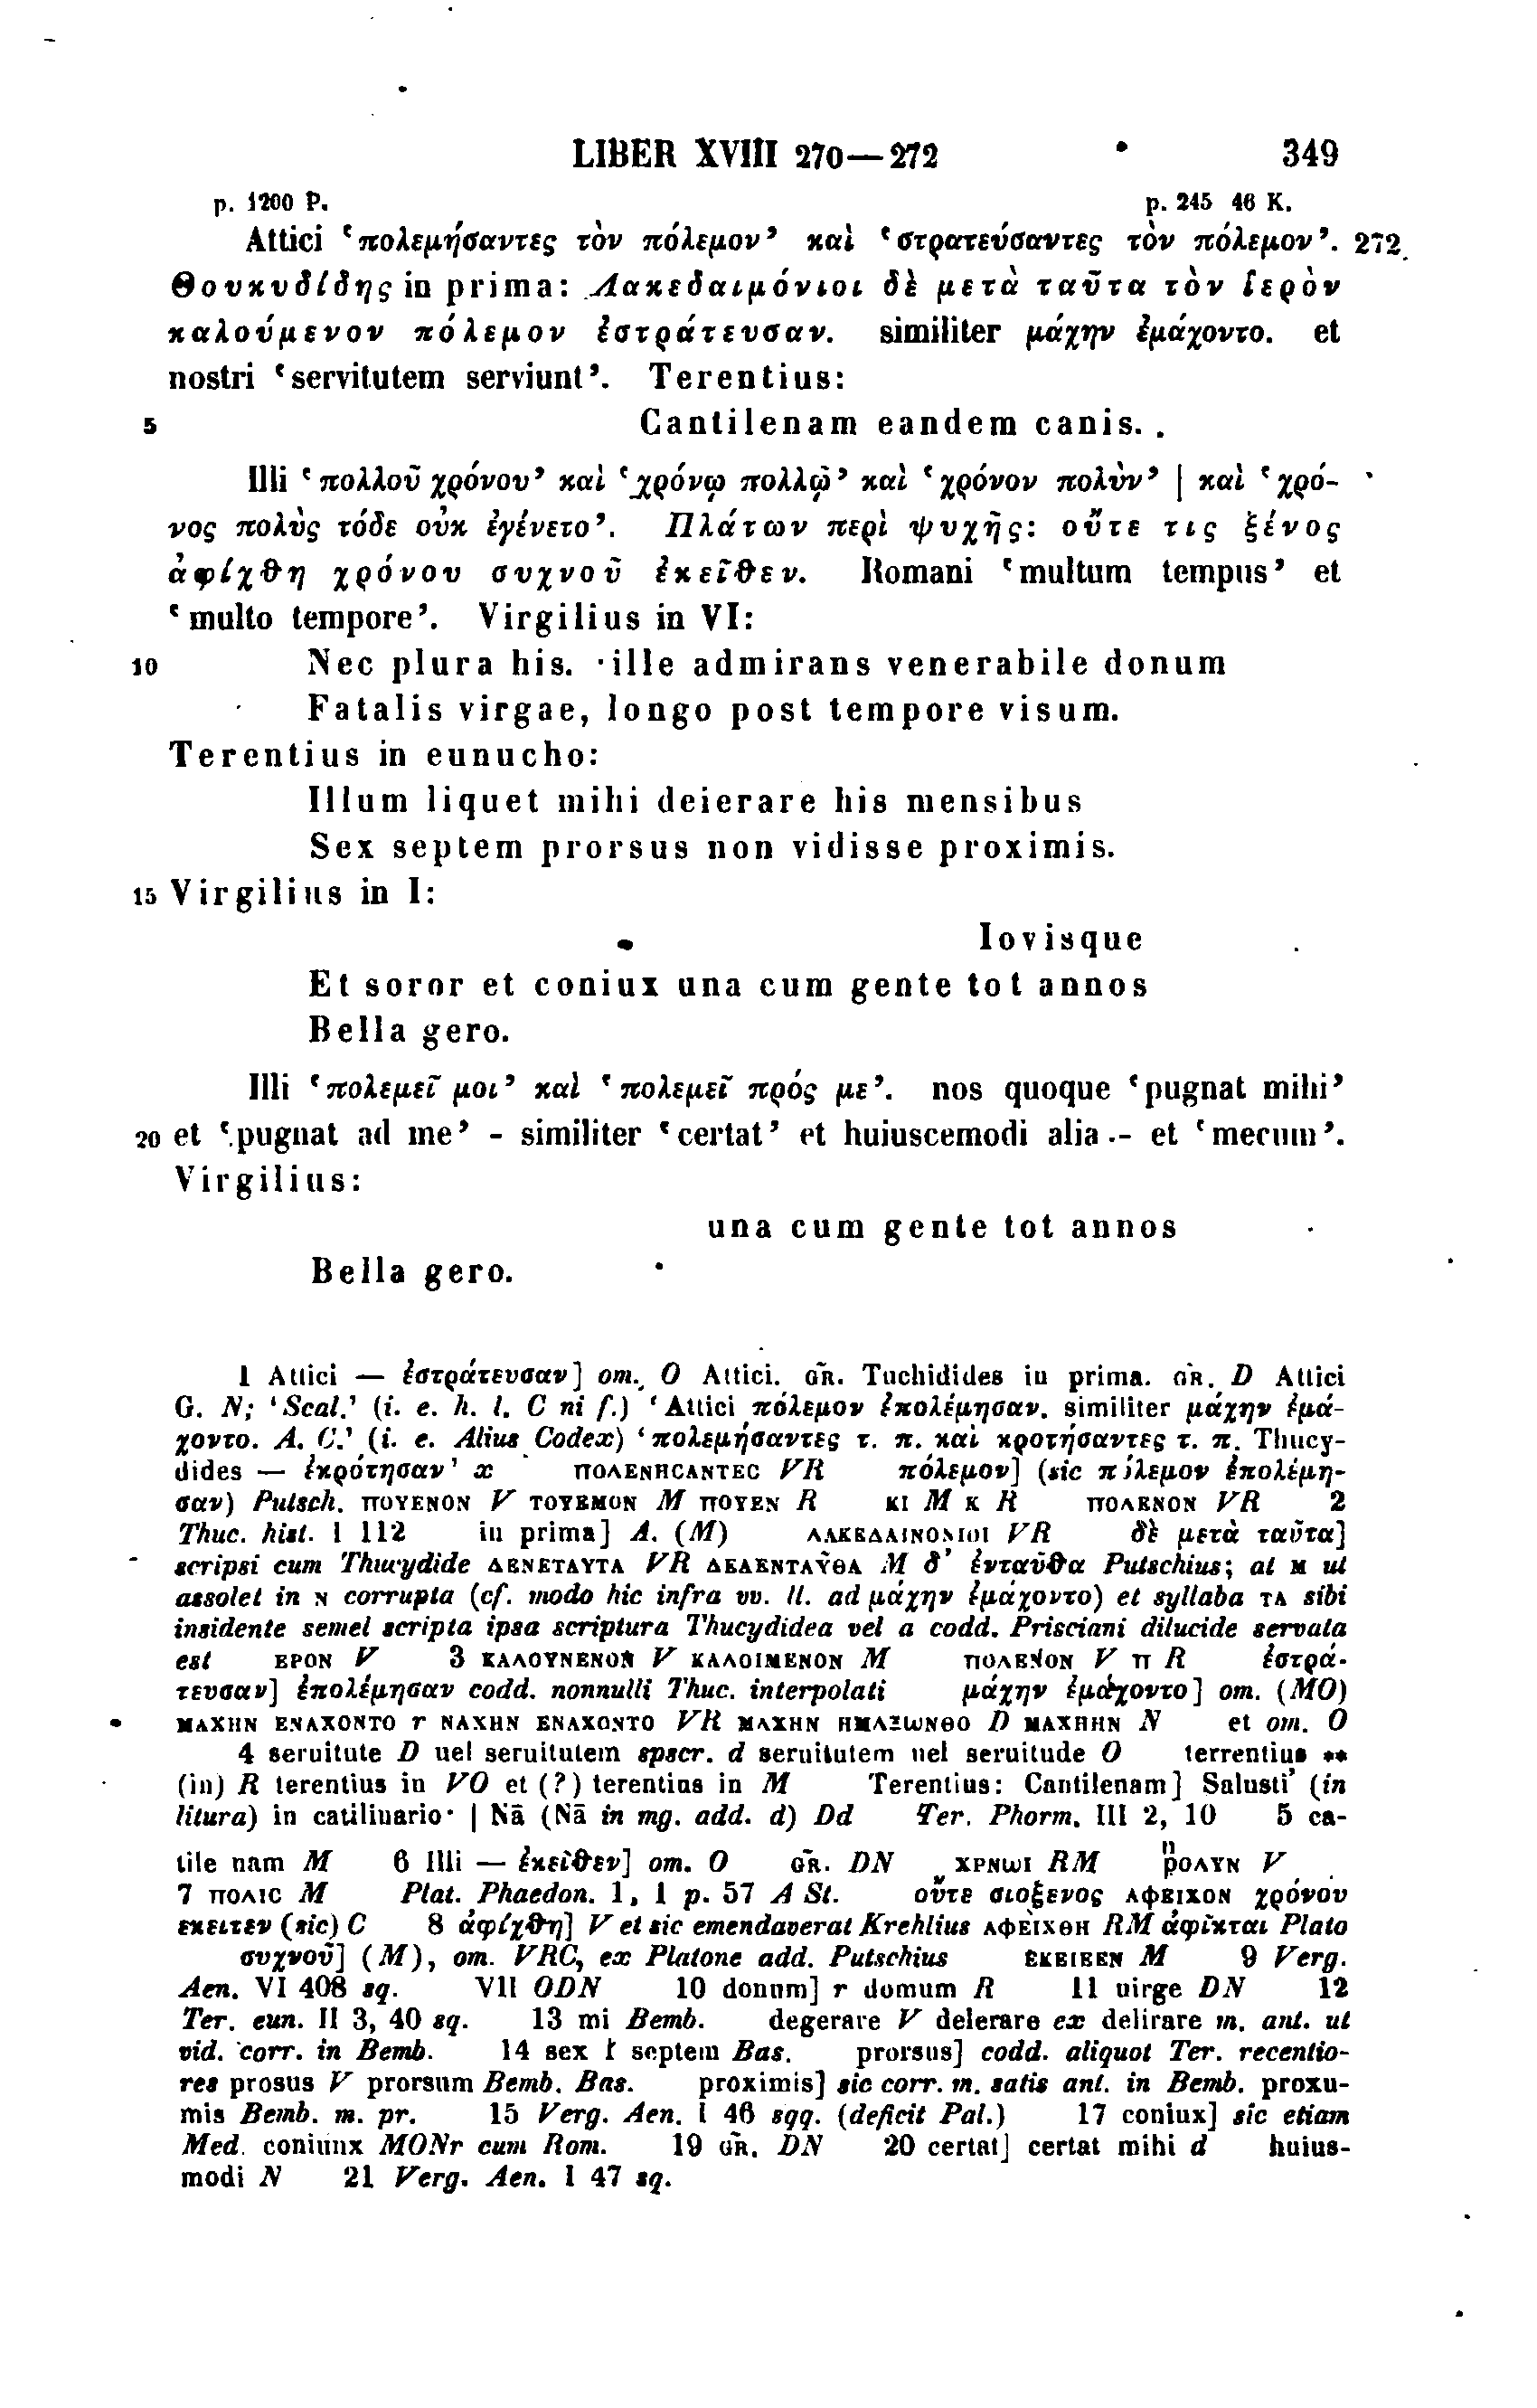 LIBER XVIII 270—272 349
p. 1200 P. p. 245 46 K.
Attici ‘πολεμήσαντες τὸν πόλεμον’ καὶ ‘στρατεύσαντες τὸν πόλεμον’. 272
Θουκυδίδης in prima: Λακεδαιμόνιοι δὲ μετὰ ταῦτα τὸν ἱερὸν
καλούμενον πόλεμον ἐστράτευσαν. similiter μάχην ἐμάχοντο. et
nostri ‘servitutem serviunt’. Terentius:
5 Cantilenam eandem canis.
Illi ‘πολλοῦ χρόνου’ καὶ ‘χρόνῳ πολλῷ’ καὶ ‘χρόνον πολὺν’ | καὶ ‘χρό-
νος πολὺς τόδε οὐκ ἐγένετο’. Πλάτων περὶ ψυχῆς: οὔτε τις ξένος
ἀφίχθη χρόνου συχνοῦ ἐκεῖθεν. Romani ‘multum tempus’ et
‘multo tempore’. Virgilius in VI:
10 Nec plura his. ille admirans venerabile donum
Fatalis virgae, longo post tempore visum.
Terentius in eunucho:
Illum liquet mihi deierare his mensibus
Sex septem prorsus non vidisse proximis.
15 Virgilius in I:
Iovisque
Et soror et coniux una cum gente tot annos
Bella gero.
Illi ‘πολεμεῖ μοι’ καὶ ‘πολεμεῖ πρός με’. nos quoque ‘pugnat mihi’
20 et ‘pugnat ad me’ - similiter ‘certat’ et huiuscemodi alia - et ‘mecum’.
Virgilius:
una cum gente tot annos
Bella gero.
1 Attici — ἐστράτευσαν] om. O Attici. GR. Tuchidides in prima. GR. D Attici
G. N; ‘Scal.’ (i. e. h. l. C ni f.) ‘Attici πόλεμον ἐπολέμησαν. similiter μάχην ἐμά-
χοντο. A. C.’ (i. e. Alius Codex) ‘πολεμήσαντες τ. π. καὶ κροτήσαντες τ. π. Thucy-
dides — ἐκρότησαν’ x ΠΟΛΕΝΗCΑΝΤΕC VR πόλεμον] (sic πόλεμον ἐπολέμη-
σαν) Putsch. ΠΟΥΕΝΟΝ V ΤΟΥΕΜΟΝ M ΠΟΥΕΝ R ΚΙ M Κ R ΠΟΛΕΝΟΝ VR 2
Thuc. hist. I 112 in prima] A. (M) ΛΑΚΕΔΑΙΝΟΝΙΟΙ VR δὲ μετὰ ταῦτα]
scripsi cum Thucydide ΔΕΝΕΤΑΥΤΑ VR ΔΕΛΕΝΤΑΥΘΑ M δ’ ἐνταῦθα Putschius; at Μ ut
assolet in Ν corrupta (cf. modo hic infra vv. ll. ad μάχην ἐμάχοντο) et syllaba ΤΑ sibi
insidente semel scripta ipsa scriptura Thucydidea vel a codd. Prisciani dilucide servata
est ΕΡΟΝ V 3 ΚΑΛΟΥΝΕΝΟΝ V ΚΑΛΟΙΜΕΝΟΝ M ΠΟΛΕΝΟΝ V Π R ἐστρά-
τευσαν] ἐπολέμησαν codd. nonnulli Thuc. interpolati μάχην ἐμάχοντο] om. (MO)
ΜΑΧΗΝ ΕΝΑΧΟΝΤΟ r ΝΑΧΗΝ ΕΝΑΧΟΝΤΟ VR ΜΑΧΗΝ ΗΜΑΞΩΝΘΟ D ΜΑΧΗΗΝ N et om. O
4 seruitute D uel seruitutem spscr. d seruitutem uel seruitude O terrentius **
(in) R terentius in VO et (?) terentius in M Terentius: Cantilenam] Salusti’ (in
litura) in catilinario· | Nā (Nā in mg. add. d) Dd Ter. Phorm. III 2, 10 5 ca-
tile nam M 6 Illi — ἐκεῖθεν] om. O GR. DN ΧΡΝΩΙ RM ΠΟΛΥΝ V
7 ΠΟΛΙC M Plat. Phaedon. 1, 1 p. 57 A St. οὔτε σιοξενος ΑΦΕΙΧΟΝ χρόνου
εκειτεν (sic) C 8 ἀφίχθη] V et sic emendaverat Krehlius ΑΦΕΙΧΘΗ RM ἀφῖκται Plato
συχνοῦ] (M), om. VRC, ex Platone add. Putschius ΕΚΕΙΒΕΝ M 9 Verg.
Aen. VI 408 sq. VII ODN 10 donum] r domum R 11 uirge DN 12
Ter. eun. II 3, 40 sq. 13 mi Bemb. degerare V delerare ex delirare m. ant. ut
vid. corr. in Bemb. 14 sex ł septem Bas. prorsus] codd. aliquot Ter. recentio-
res prosus V prorsum Bemb. Bas. proximis] sic corr. m. satis ant. in Bemb. proxu-
mis Bemb. m. pr. 15 Verg. Aen. I 46 sqq. (deficit Pal.) 17 coniux] sic etiam
Med. coniunx MONr cum Rom. 19 GR. DN 20 certat] certat mihi d huius-
modi N 21 Verg. Aen. I 47 sq.